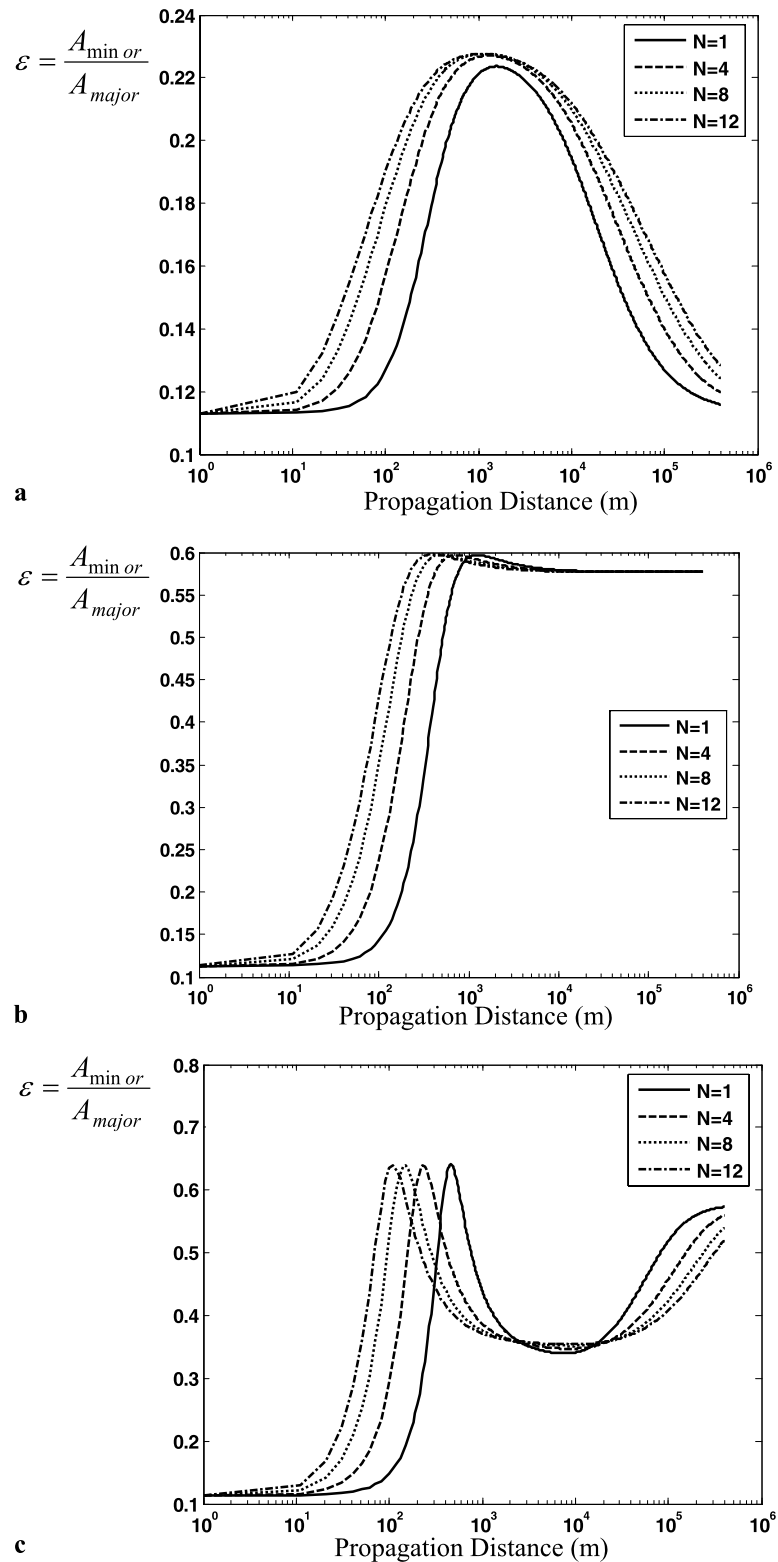 ε = A_min or / A_major
0.24
0.22
0.2
0.18
0.16
0.14
0.12
0.1
N=1
N=4
N=8
N=12
10^0 10^1 10^2 10^3 10^4 10^5 10^6
Propagation Distance (m)
a
ε = A_min or / A_major
0.6
0.55
0.5
0.45
0.4
0.35
0.3
0.25
0.2
0.15
0.1
N=1
N=4
N=8
N=12
10^0 10^1 10^2 10^3 10^4 10^5 10^6
Propagation Distance (m)
b
ε = A_min or / A_major
0.8
0.7
0.6
0.5
0.4
0.3
0.2
0.1
N=1
N=4
N=8
N=12
10^0 10^1 10^2 10^3 10^4 10^5 10^6
Propagation Distance (m)
c